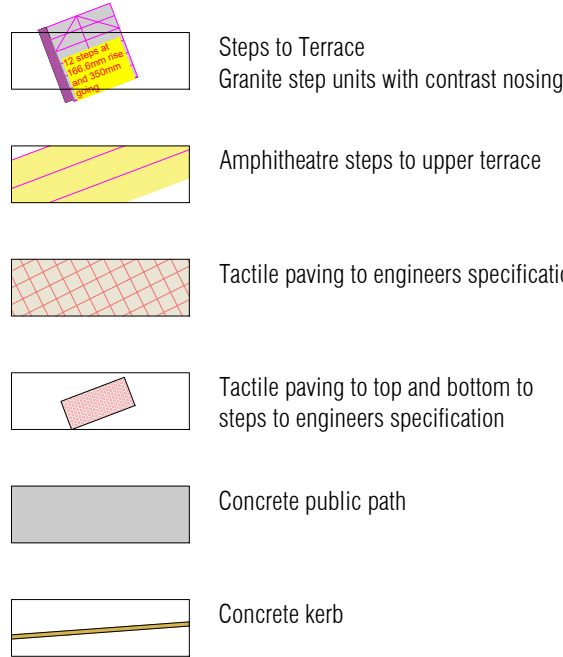 12 steps at
166.6mm rise
and 350mm
going
Steps to Terrace
Granite step units with contrast nosing
Amphitheatre steps to upper terrace
Tactile paving to engineers specificatio
Tactile paving to top and bottom to
steps to engineers specification
Concrete public path
Concrete kerb